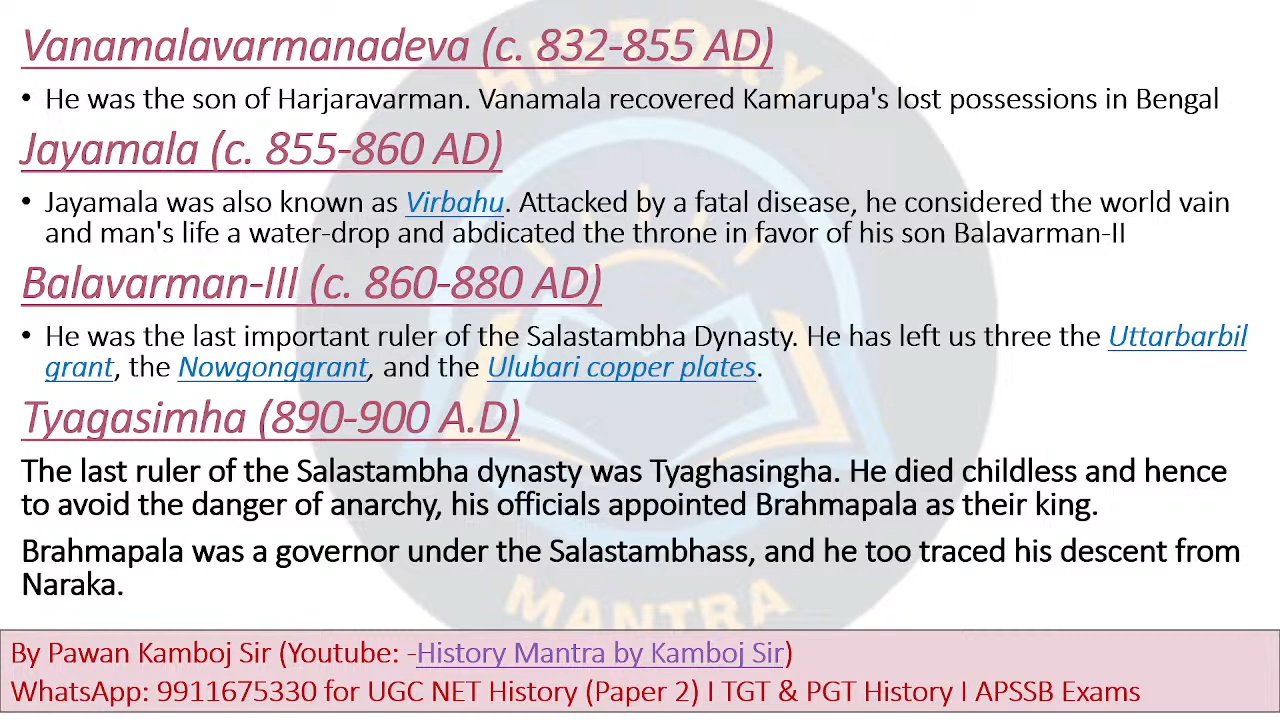 Vanamalavarmanadeva (c. 832-855 AD)
• He was the son of Harjaravarman. Vanamala recovered Kamarupa's lost possessions in Bengal
Jayamala (c. 855-860 AD)
• Jayamala was also known as Virbahu. Attacked by a fatal disease, he considered the world vain
and man's life a water-drop and abdicated the throne in favor of his son Balavarman-II
Balavarman-III (c. 860-880 AD)
• He was the last important ruler of the Salastambha Dynasty. He has left us three the Uttarbarbil
grant, the Nowgonggrant, and the Ulubari copper plates.
Tyagasimha (890-900 A.D)
The last ruler of the Salastambha dynasty was Tyaghasingha. He died childless and hence
to avoid the danger of anarchy, his officials appointed Brahmapala as their king.
Brahmapala was a governor under the Salastambhass, and he too traced his descent from
Naraka.
HISTORY
MANTRA
By Pawan Kamboj Sir (Youtube: -History Mantra by Kamboj Sir)
WhatsApp: 9911675330 for UGC NET History (Paper 2) I TGT & PGT History I APSSB Exams